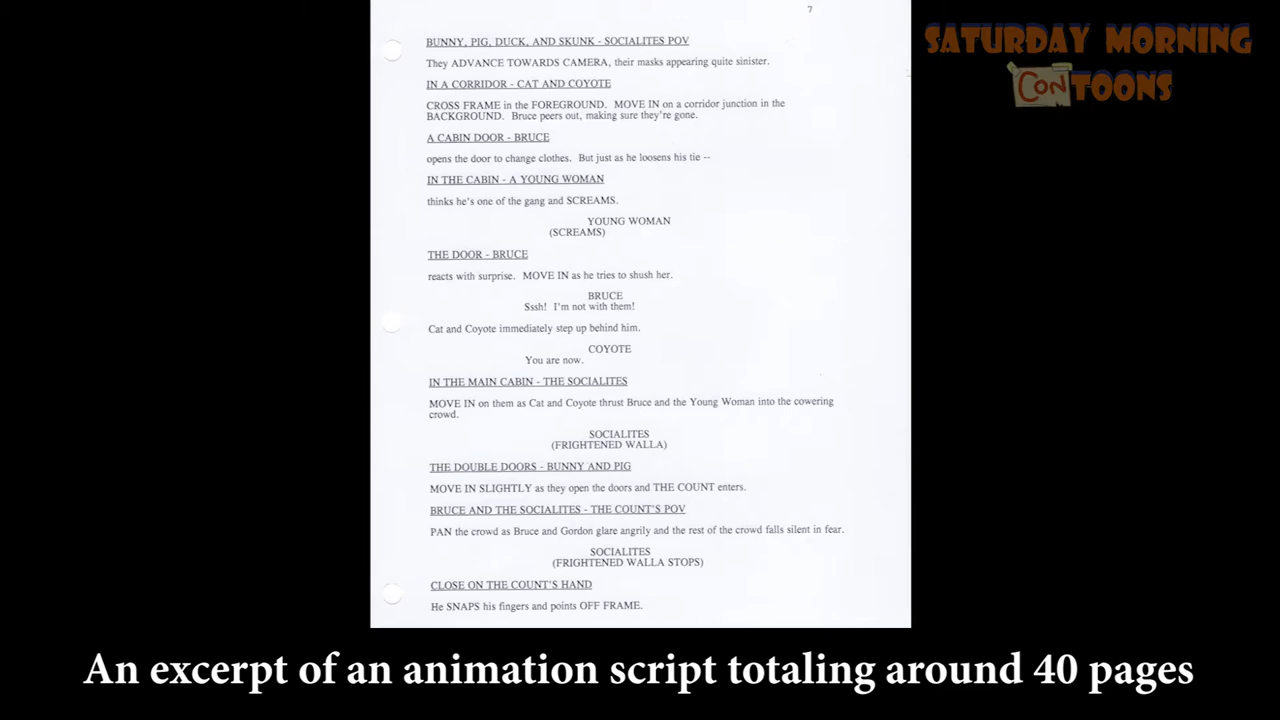 7
SATURDAY MORNING
CONTOONS
BUNNY, PIG, DUCK, AND SKUNK - SOCIALITES POV
They ADVANCE TOWARDS CAMERA, their masks appearing quite sinister.
IN A CORRIDOR - CAT AND COYOTE
CROSS FRAME in the FOREGROUND. MOVE IN on a corridor junction in the
BACKGROUND. Bruce peers out, making sure they're gone.
A CABIN DOOR - BRUCE
opens the door to change clothes. But just as he loosens his tie --
IN THE CABIN - A YOUNG WOMAN
thinks he's one of the gang and SCREAMS.
YOUNG WOMAN
(SCREAMS)
THE DOOR - BRUCE
reacts with surprise. MOVE IN as he tries to shush her.
BRUCE
Sssh! I'm not with them!
Cat and Coyote immediately step up behind him.
COYOTE
You are now.
IN THE MAIN CABIN - THE SOCIALITES
MOVE IN on them as Cat and Coyote thrust Bruce and the Young Woman into the cowering
crowd.
SOCIALITES
(FRIGHTENED WALLA)
THE DOUBLE DOORS - BUNNY AND PIG
MOVE IN SLIGHTLY as they open the doors and THE COUNT enters.
BRUCE AND THE SOCIALITES - THE COUNT'S POV
PAN the crowd as Bruce and Gordon glare angrily and the rest of the crowd falls silent in fear.
SOCIALITES
(FRIGHTENED WALLA STOPS)
CLOSE ON THE COUNT'S HAND
He SNAPS his fingers and points OFF FRAME.
An excerpt of an animation script totaling around 40 pages